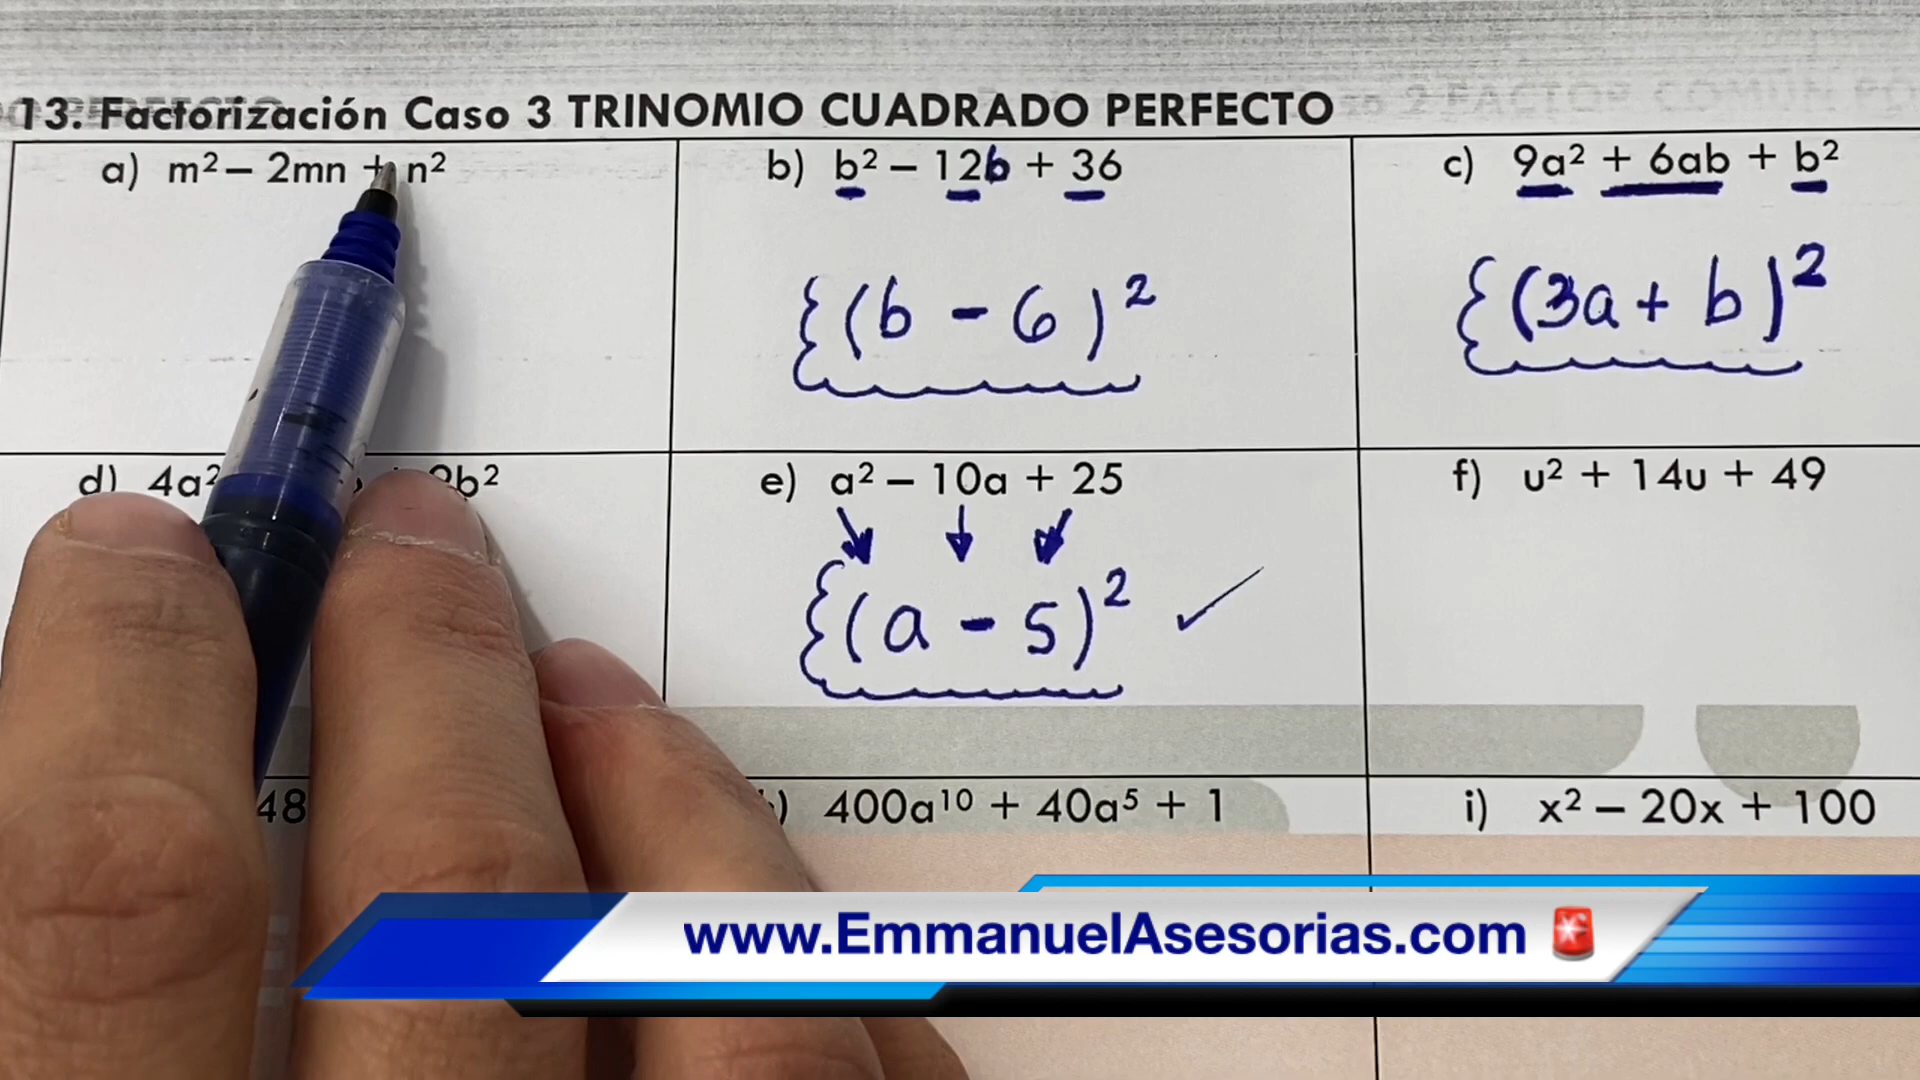 13. Factorización Caso 3 TRINOMIO CUADRADO PERFECTO
a) m² – 2mn + n²
b) b² – 12b + 36
(b - 6)²
c) 9a² + 6ab + b²
(3a + b)²
d) 4a² b²
e) a² – 10a + 25
(a - 5)²
f) u² + 14u + 49
48
400a¹⁰ + 40a⁵ + 1
i) x² – 20x + 100
www.EmmanuelAsesorias.com